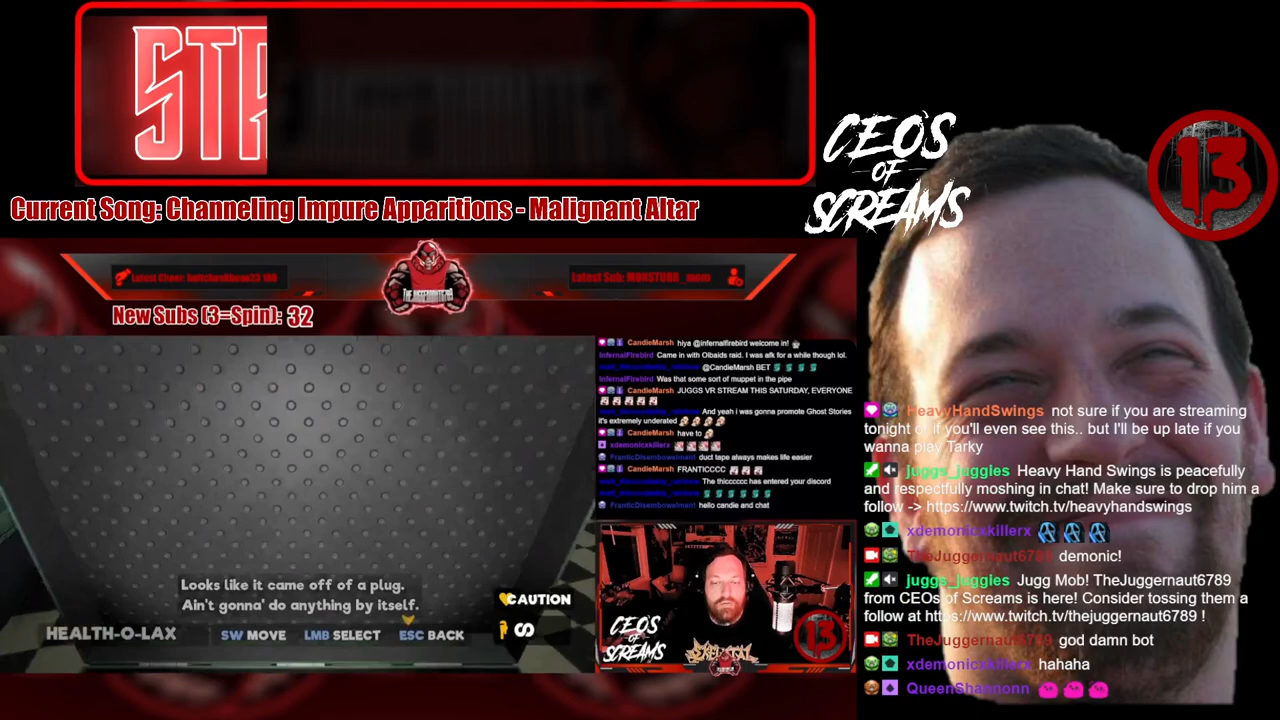 STA
CEO'S
OF
SCREAMS
13
Current Song: Channeling Impure Apparitions - Malignant Altar
Latest Sub: MONSTURR_mnm
New Subs (3=Spin): 32
CandieMarsh hiya @infernalfirebird welcome in!
InfernalFirebird Came in with Olbaids raid. I was afk for a while though lol.
@CandieMarsh BET
InfernalFirebird Was that some sort of muppet in the pipe
CandieMarsh JUGGS VR STREAM THIS SATURDAY, EVERYONE
And yeah i was gonna promote Ghost Stories
it's extremely underated
CandieMarsh have to
xdemonicxkillerx
FranticDisembowelment duct tape always makes life easier
CandieMarsh FRANTICCCC
The thicccccc has entered your discord
FranticDisembowelment hello candie and chat
Looks like it came off of a plug.
Ain't gonna' do anything by itself.
CAUTION
HEALTH-O-LAX
SW MOVE LMB SELECT ESC BACK
CEO'S
OF
SCREAMS
13
HeavyHandSwings not sure if you are streaming
tonight or if you'll even see this.. but I'll be up late if you
wanna play Tarky
juggs_juggies Heavy Hand Swings is peacefully
and respectfully moshing in chat! Make sure to drop him a
follow -> https://www.twitch.tv/heavyhandswings
xdemonicxkillerx
TheJuggernaut6789 demonic!
juggs_juggies Jugg Mob! TheJuggernaut6789
from CEOs of Screams is here! Consider tossing them a
follow at https://www.twitch.tv/thejuggernaut6789 !
TheJuggernaut6789 god damn bot
xdemonicxkillerx hahaha
QueenShannonn